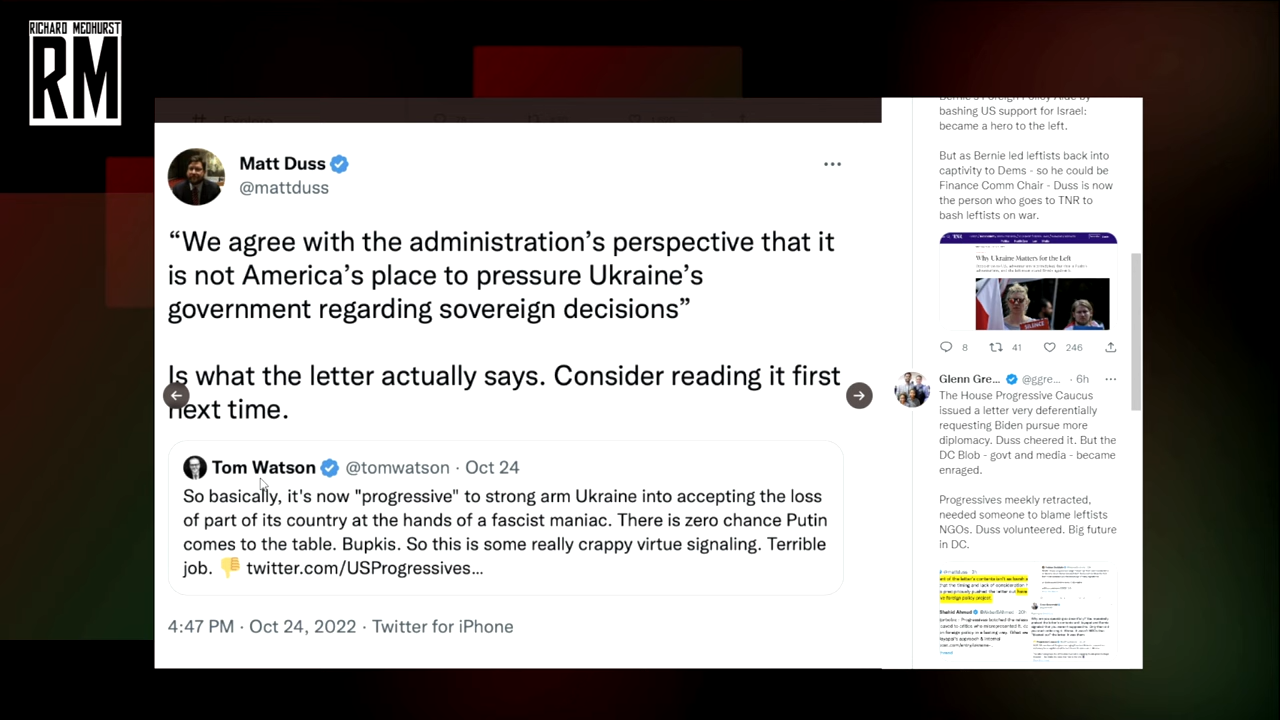 RICHARD MEDHURST
RM
Matt Duss
@mattduss
“We agree with the administration’s perspective that it
is not America’s place to pressure Ukraine’s
government regarding sovereign decisions”
Is what the letter actually says. Consider reading it first
next time.
Tom Watson @tomwatson · Oct 24
So basically, it's now "progressive" to strong arm Ukraine into accepting the loss
of part of its country at the hands of a fascist maniac. There is zero chance Putin
comes to the table. Bupkis. So this is some really crappy virtue signaling. Terrible
job. 👎 twitter.com/USProgressives...
4:47 PM · Oct 24, 2022 · Twitter for iPhone
Bernie's Foreign Policy Aide by
bashing US support for Israel:
became a hero to the left.
But as Bernie led leftists back into
captivity to Dems - so he could be
Finance Comm Chair - Duss is now
the person who goes to TNR to
bash leftists on war.
Why Ukraine Matters for the Left
SILENCE
8 41 246
Glenn Gre... @ggre... · 6h
The House Progressive Caucus
issued a letter very deferentially
requesting Biden pursue more
diplomacy. Duss cheered it. But the
DC Blob - govt and media - became
enraged.
Progressives meekly retracted,
needed someone to blame leftists
NGOs. Duss volunteered. Big future
in DC.